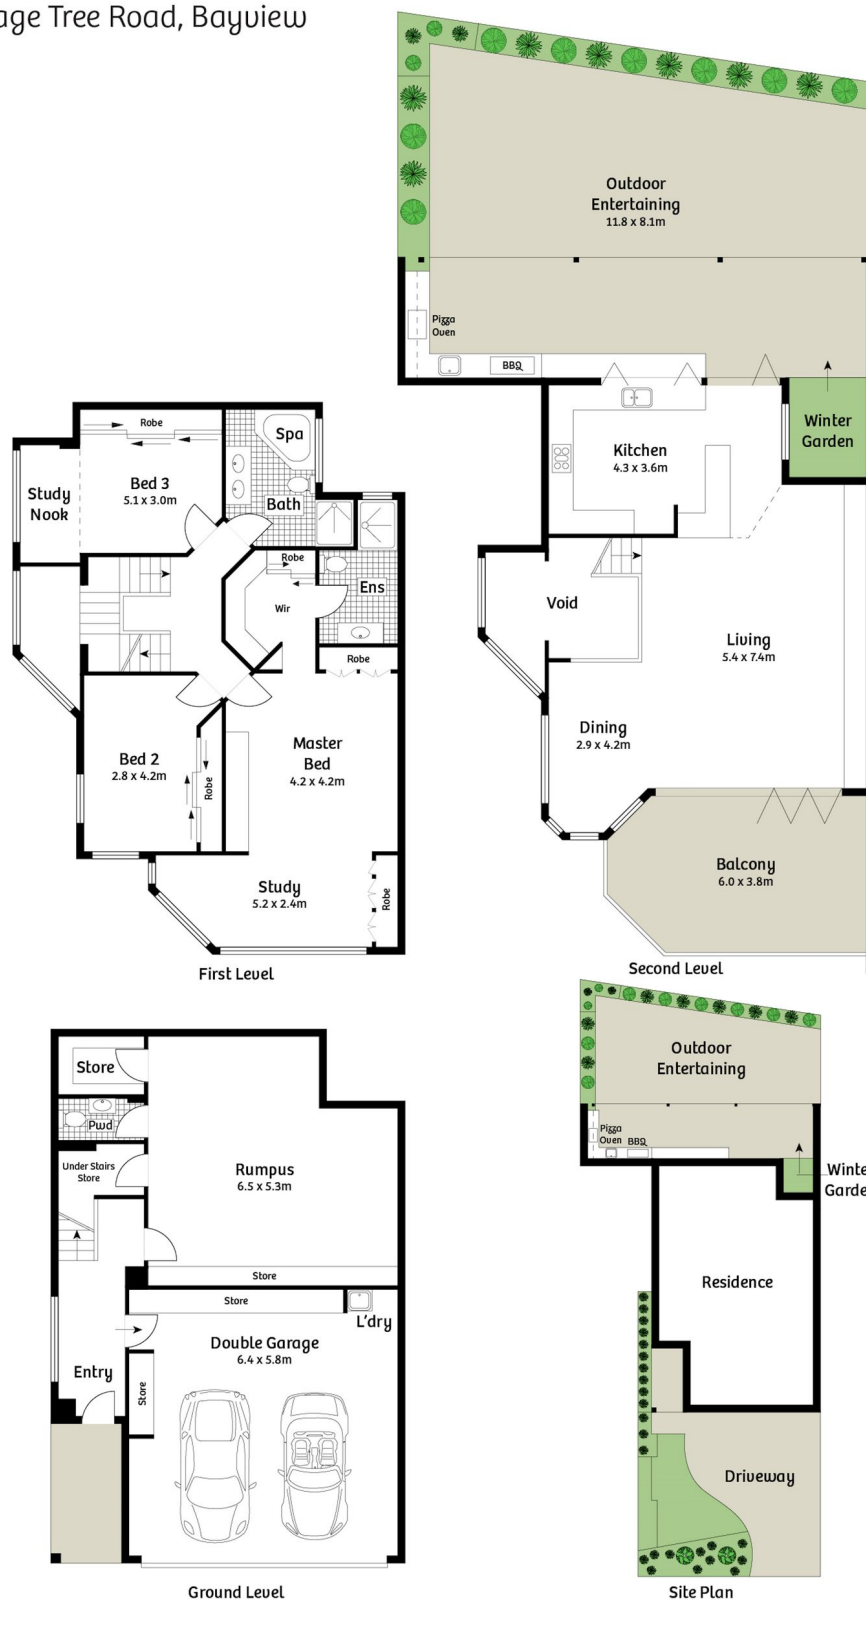 age Tree Road, Bayview
Outdoor
Entertaining
11.8 x 8.1m
Pizza
Oven
BBQ
Winter
Garden
Kitchen
4.3 x 3.6m
Void
Living
5.4 x 7.4m
Dining
2.9 x 4.2m
Balcony
6.0 x 3.8m
Second Level
Robe
Spa
Bed 3
5.1 x 3.0m
Study
Nook
Bath
Robe
Ens
Wir
Robe
Bed 2
2.8 x 4.2m
Robe
Master
Bed
4.2 x 4.2m
Study
5.2 x 2.4m
Robe
First Level
Store
Pwd
Under Stairs
Store
Rumpus
6.5 x 5.3m
Store
Store
L'dry
Double Garage
6.4 x 5.8m
Entry
Store
Ground Level
Outdoor
Entertaining
Pizza
Oven
BBQ
Winte
Garde
Residence
Driveway
Site Plan